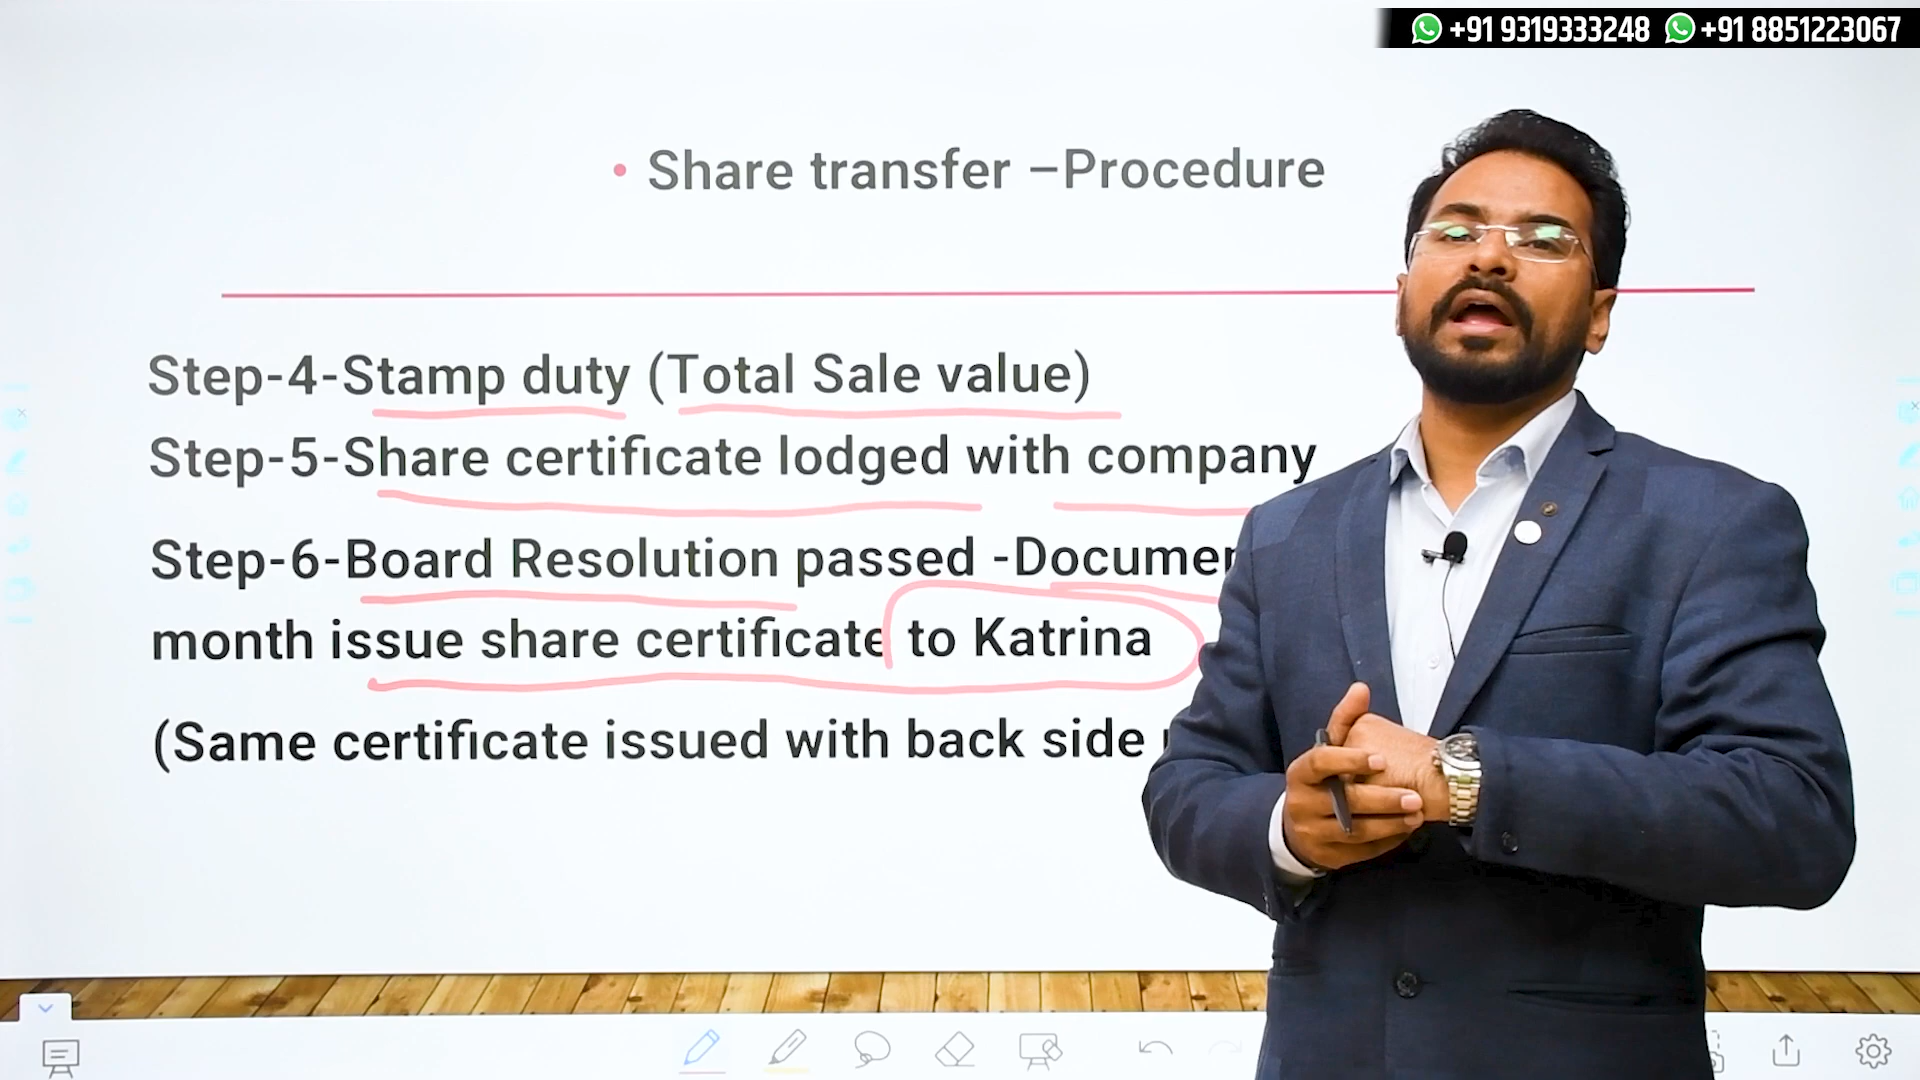 +91 9319333248 +91 8851223067
• Share transfer –Procedure
Step-4-Stamp duty (Total Sale value)
Step-5-Share certificate lodged with company
Step-6-Board Resolution passed -
month issue share certificate to Katrina
(Same certificate issued with back side